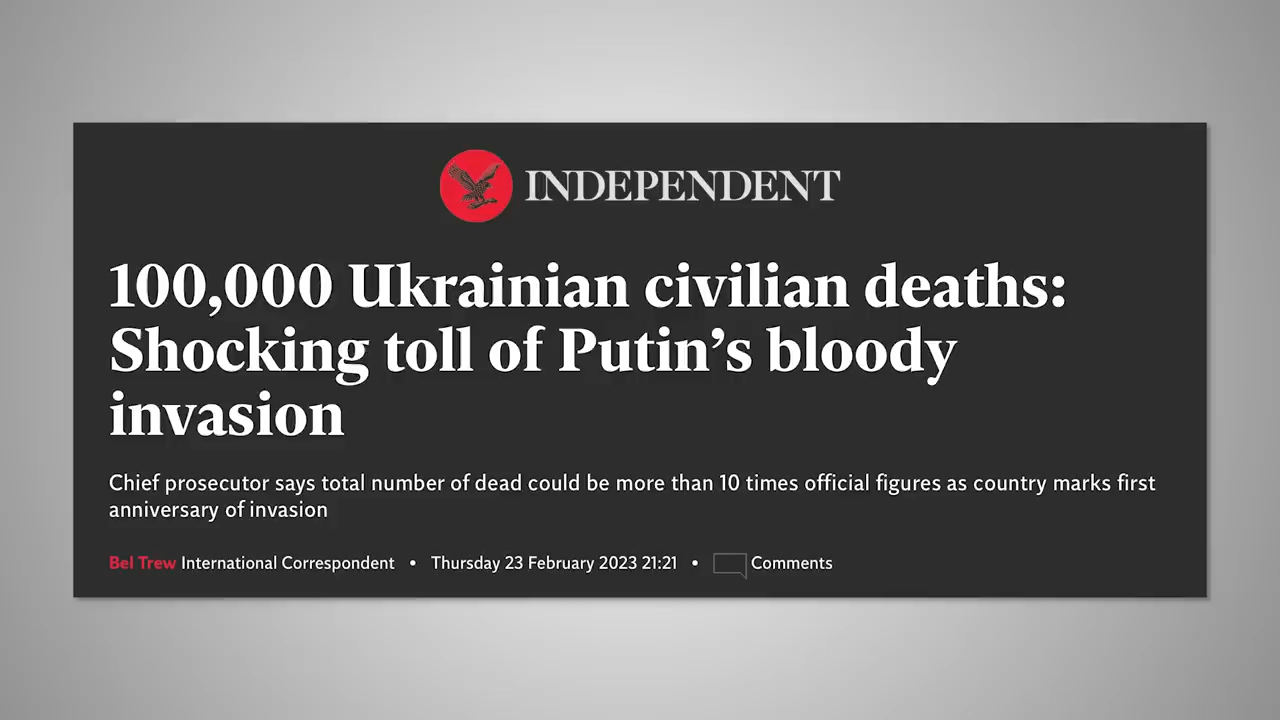 INDEPENDENT
100,000 Ukrainian civilian deaths:
Shocking toll of Putin's bloody
invasion
Chief prosecutor says total number of dead could be more than 10 times official figures as country marks first
anniversary of invasion
Bel Trew International Correspondent • Thursday 23 February 2023 21:21 • Comments